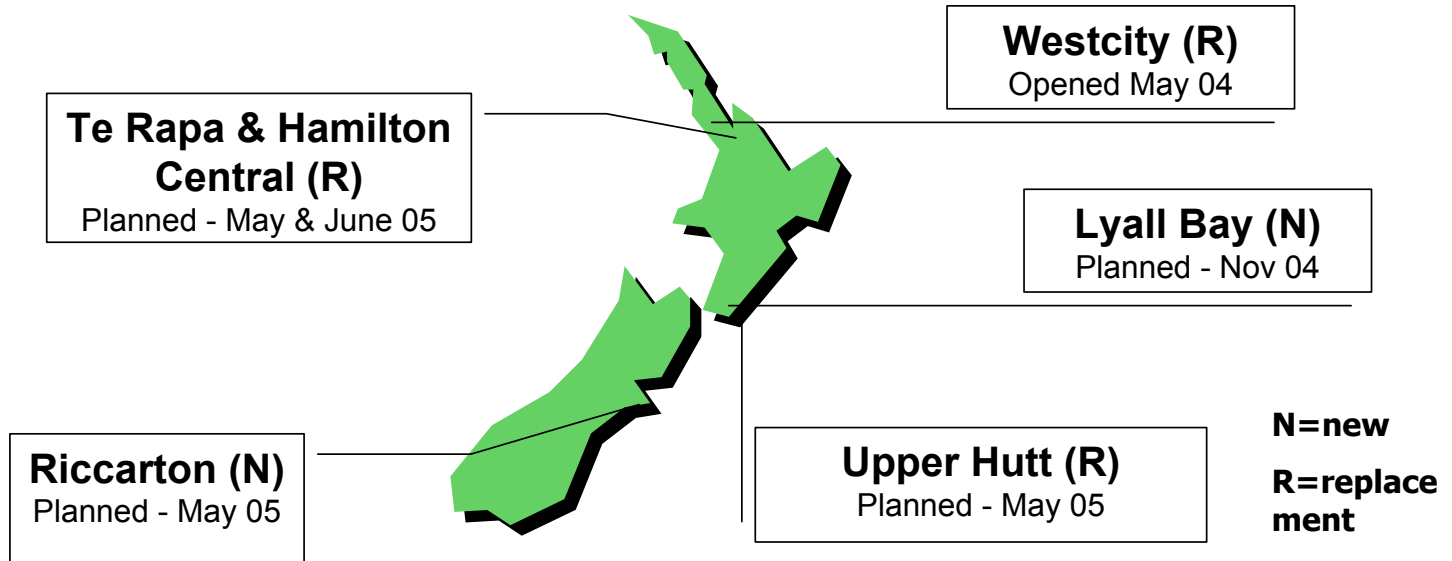 Westcity (R)
Opened May 04
Te Rapa & Hamilton
Central (R)
Planned - May & June 05
Lyall Bay (N)
Planned - Nov 04
Riccarton (N)
Planned - May 05
Upper Hutt (R)
Planned - May 05
N=new
R=replace
ment